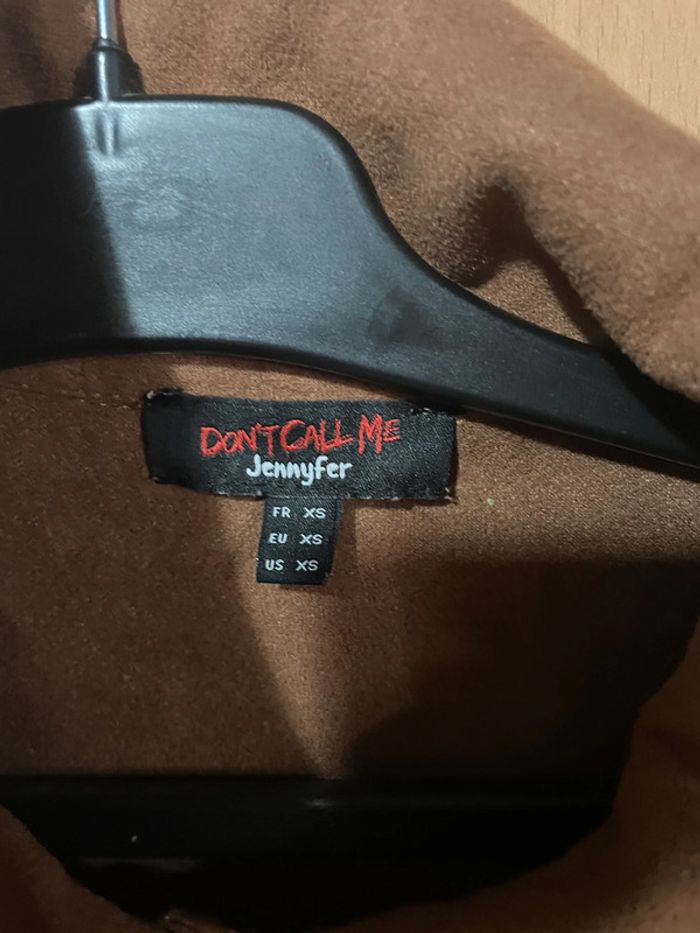 DON'T CALL ME
Jennyfer
FR XS
EU XS
US XS